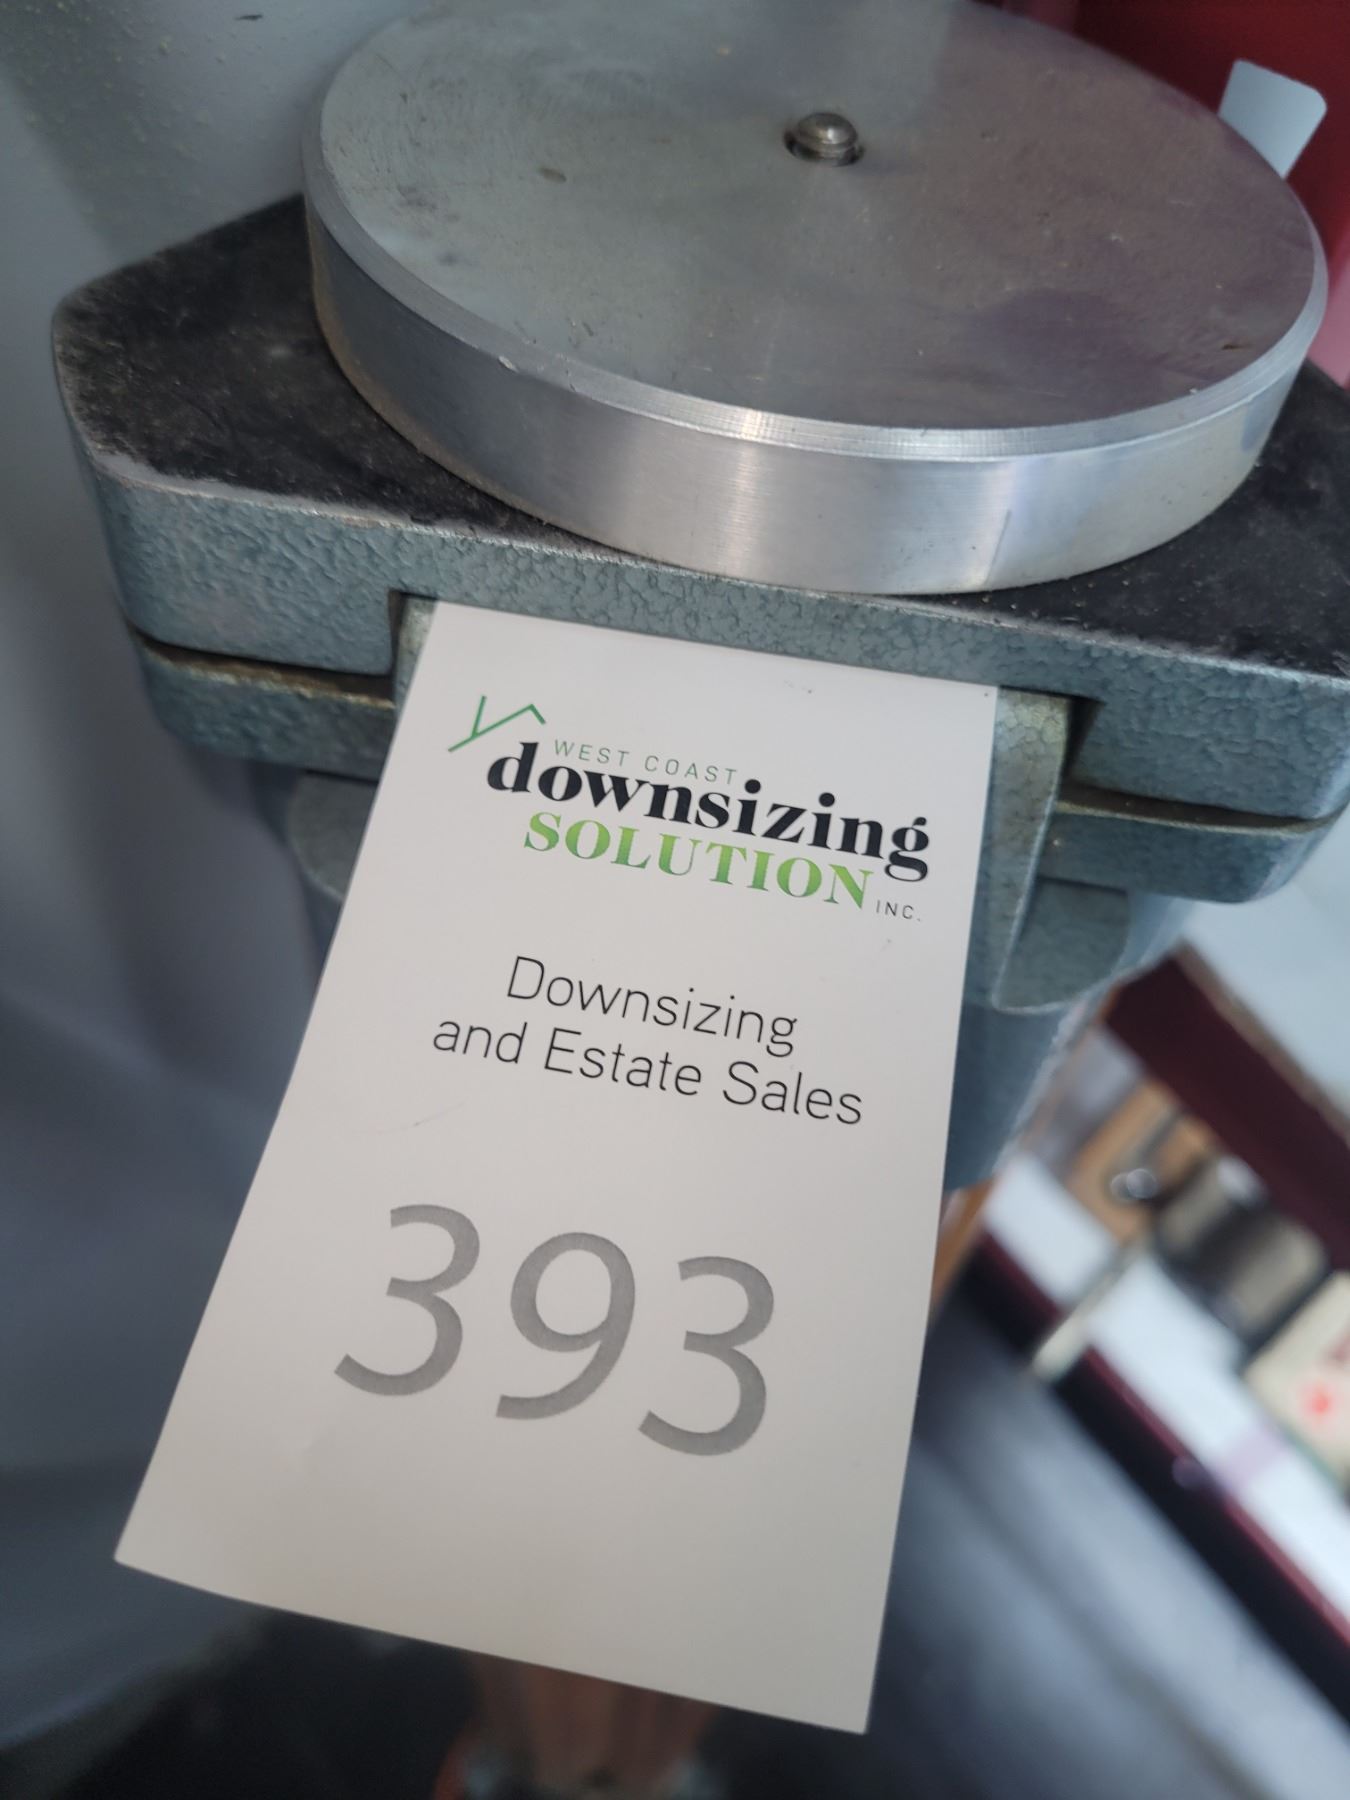 WEST COAST
downsizing
SOLUTION INC.
Downsizing
and Estate Sales
393